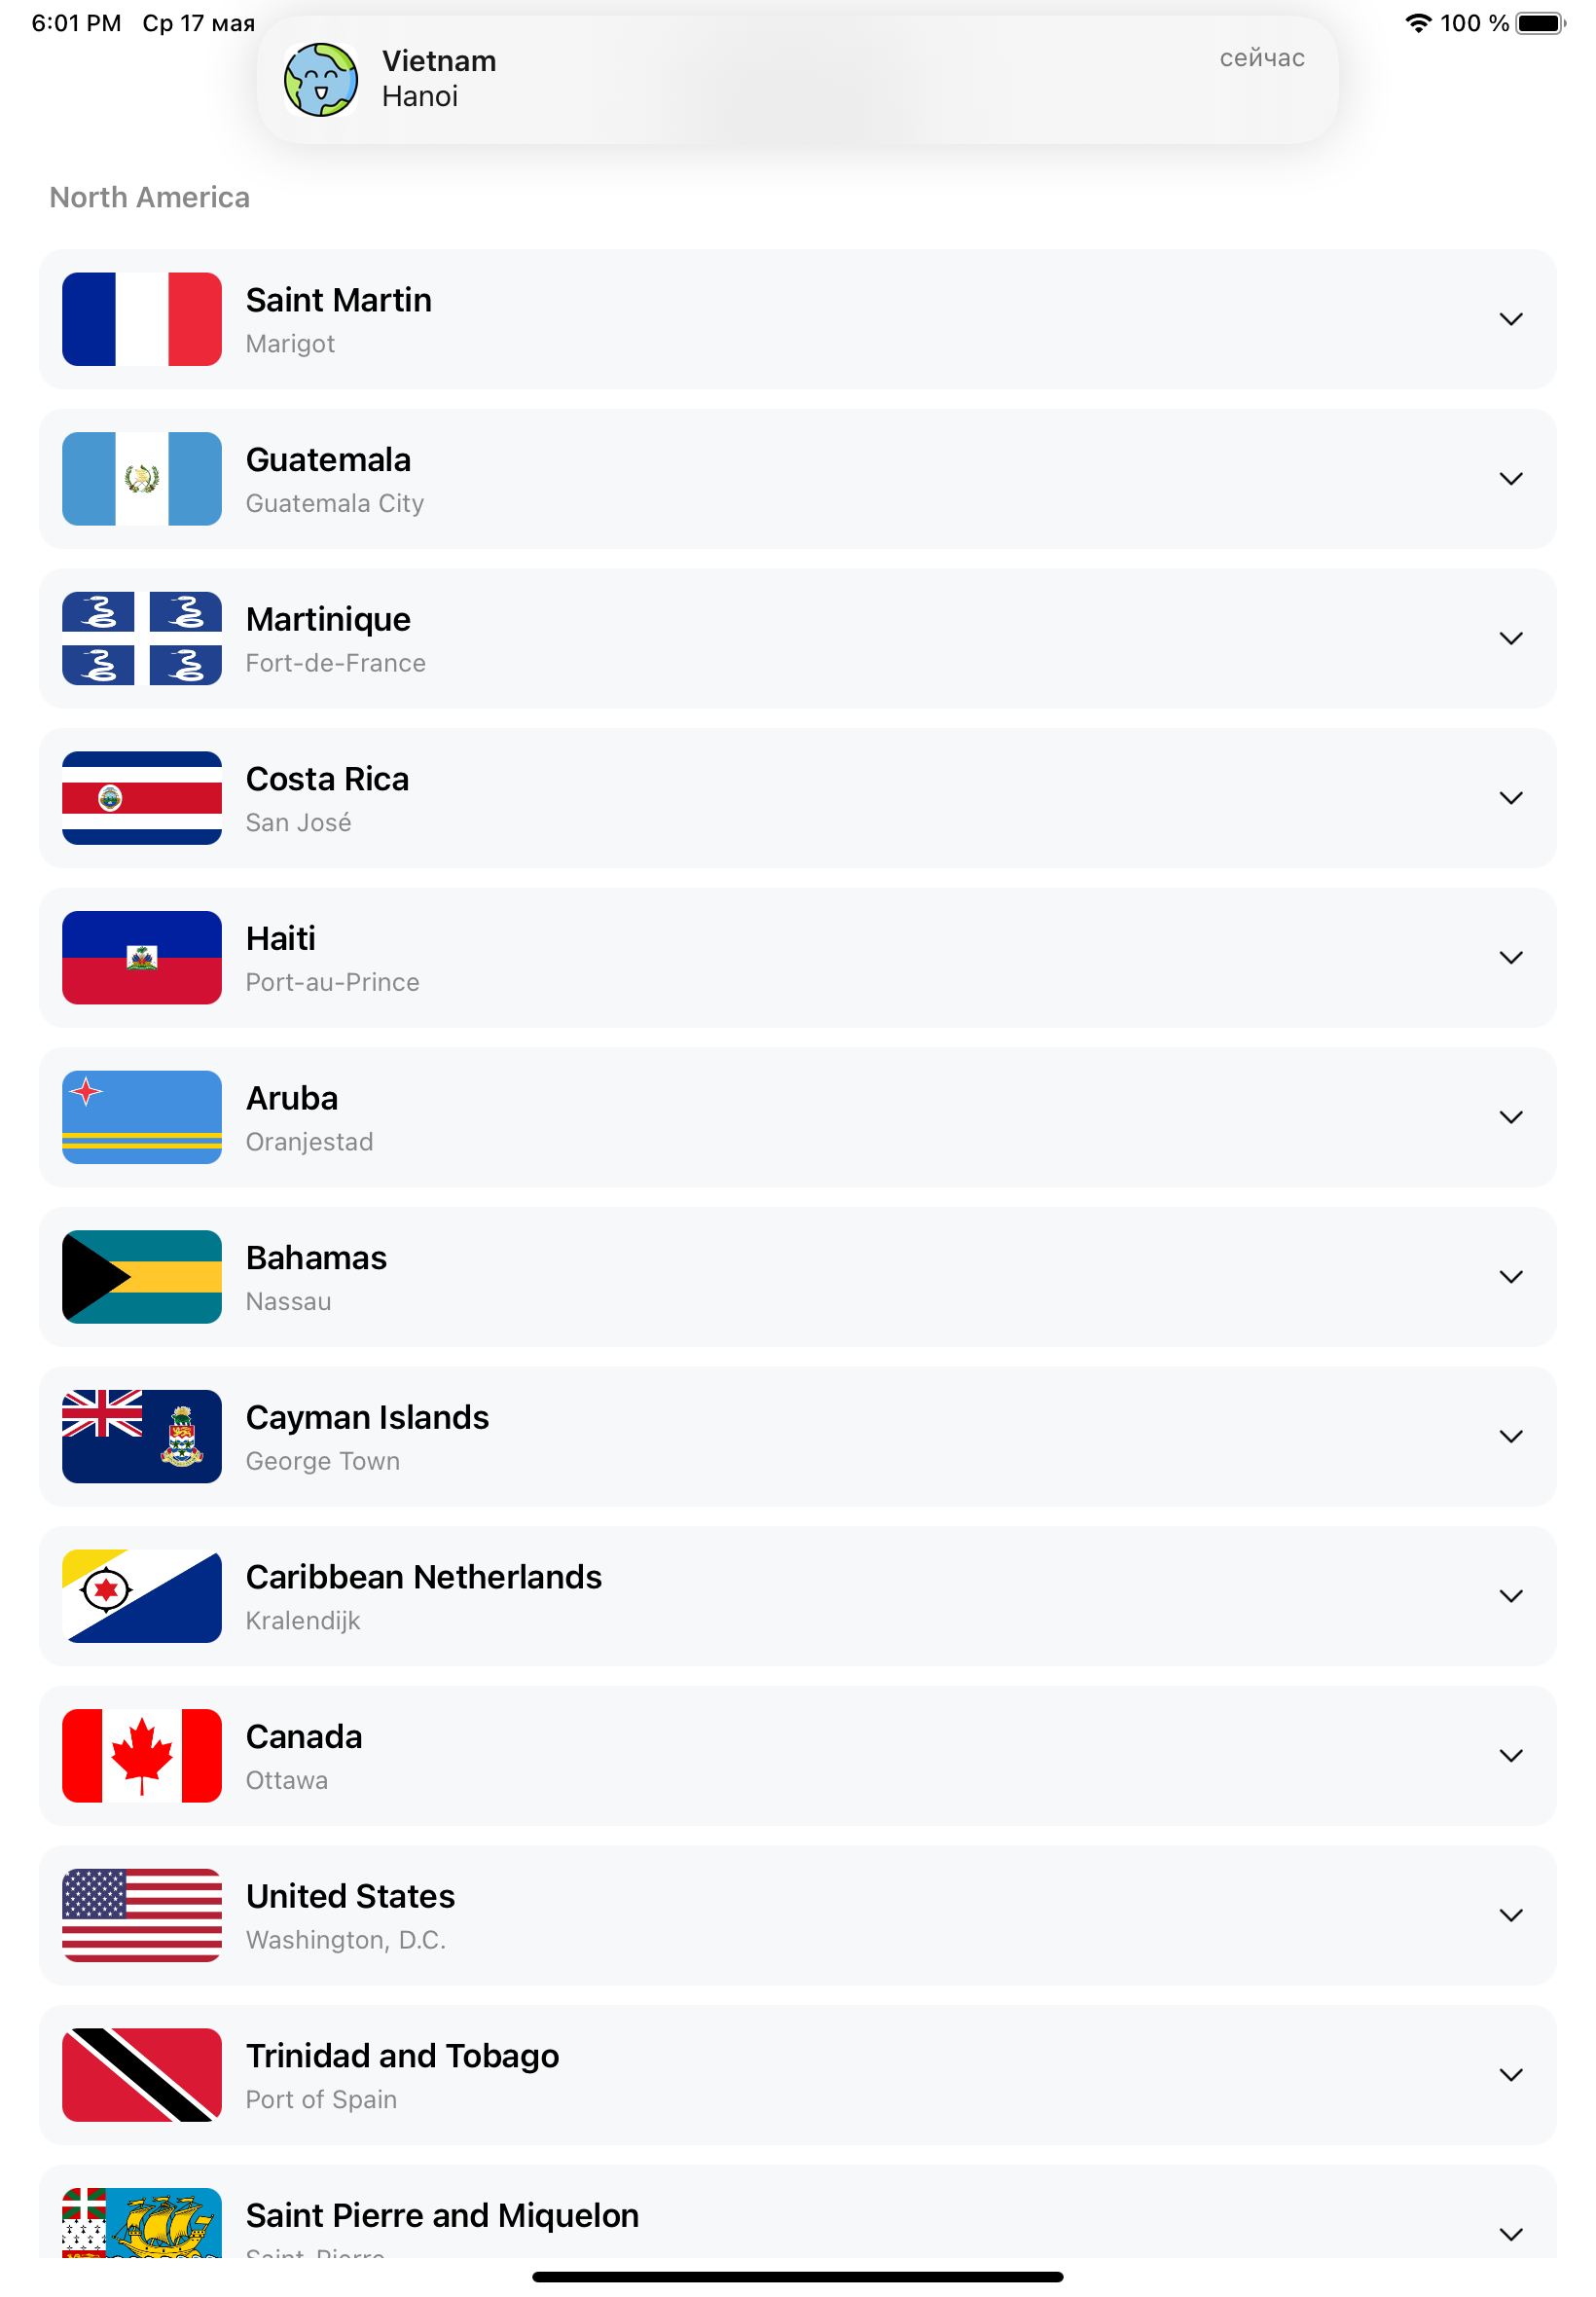 6:01 PM Ср 17 мая
100 %
Vietnam
сейчас
Hanoi
North America
Saint Martin
Marigot
Guatemala
Guatemala City
Martinique
Fort-de-France
Costa Rica
San José
Haiti
Port-au-Prince
Aruba
Oranjestad
Bahamas
Nassau
Cayman Islands
George Town
Caribbean Netherlands
Kralendijk
Canada
Ottawa
United States
Washington, D.C.
Trinidad and Tobago
Port of Spain
Saint Pierre and Miquelon
Saint-Pierre